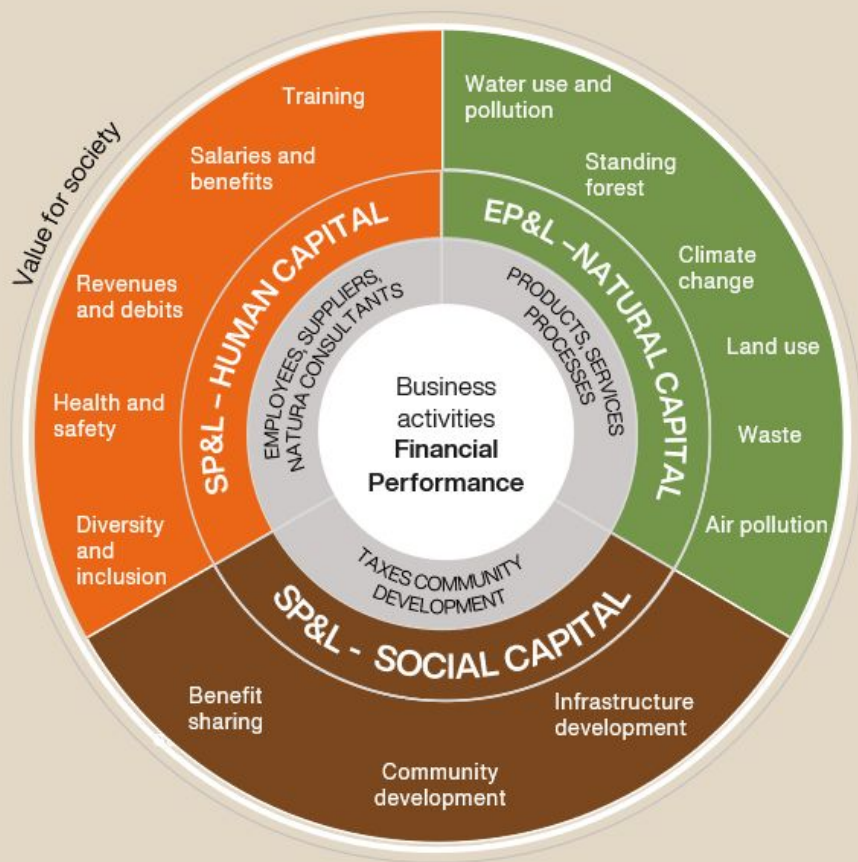 Value for society
Training
Salaries and
benefits
Revenues
and debits
Health and
safety
Diversity
and
inclusion
SP&L – HUMAN CAPITAL
EMPLOYEES, SUPPLIERS,
NATURA CONSULTANTS
Water use and
pollution
Standing
forest
Climate
change
Land use
Waste
Air pollution
EP&L –NATURAL CAPITAL
PRODUCTS, SERVICES
PROCESSES
Business
activities
Financial
Performance
TAXES COMMUNITY
DEVELOPMENT
SP&L - SOCIAL CAPITAL
Benefit
sharing
Community
development
Infrastructure
development